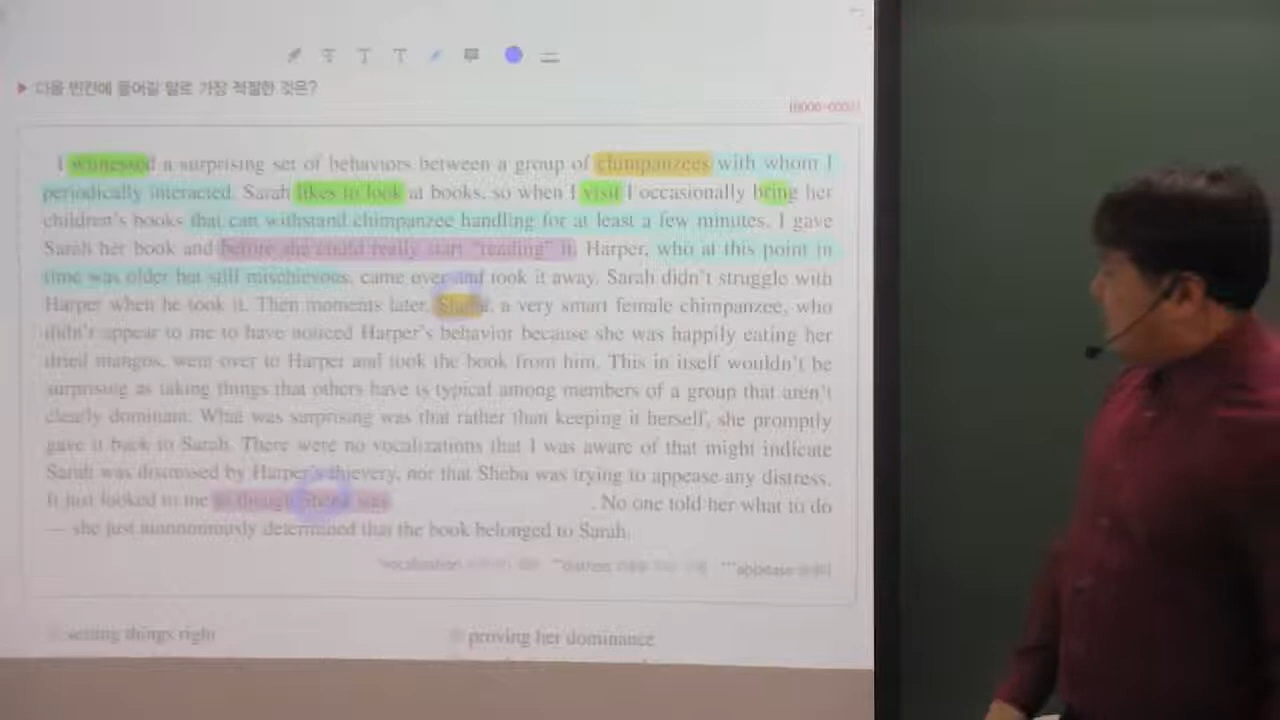 다음 빈칸에 들어갈 말로 가장 적절한 것은?
I witnessed a surprising set of behaviors between a group of chimpanzees with whom I
periodically interacted. Sarah likes to look at books, so when I visit I occasionally bring her
children's books that can withstand chimpanzee handling for at least a few minutes. I gave
Sarah her book and before she could really start "reading" it, Harper, who at this point in
time was older but still mischievous, came over and took it away. Sarah didn't struggle with
Harper when he took it. Then moments later, Sheba, a very smart female chimpanzee, who
didn't appear to me to have noticed Harper's behavior because she was happily eating her
dried mangos, went over to Harper and took the book from him. This in itself wouldn't be
surprising as taking things that others have is typical among members of a group that aren't
clearly dominant. What was surprising was that rather than keeping it herself, she promptly
gave it back to Sarah. There were no vocalizations that I was aware of that might indicate
Sarah was distressed by Harper's thievery, nor that Sheba was trying to appease any distress.
It just looked to me as though Sheba was . No one told her what to do
— she just autonomously determined that the book belonged to Sarah.
*vocalization **distress ***appease
setting things right
proving her dominance